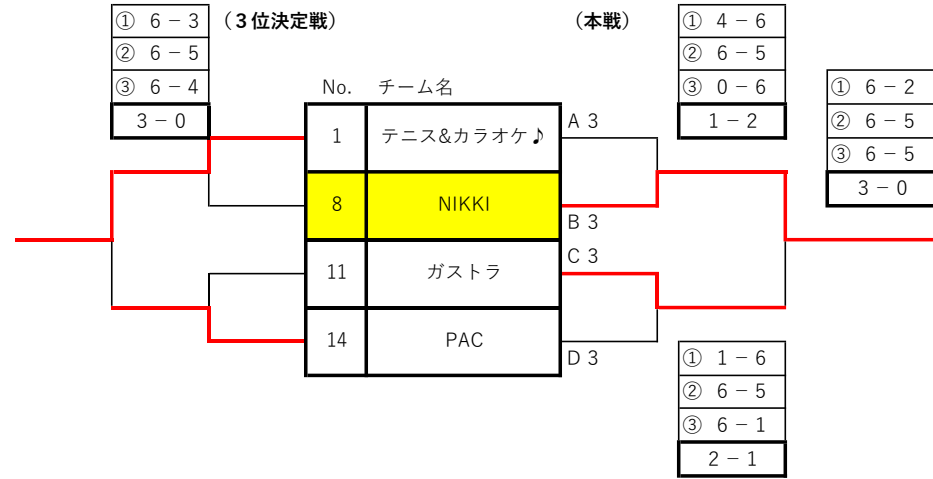 ① 6 － 3
② 6 － 5
③ 6 － 4
3 － 0
(３位決定戦)
(本戦)
① 4 － 6
② 6 － 5
③ 0 － 6
1 － 2
① 6 － 2
② 6 － 5
③ 6 － 5
3 － 0
No. チーム名
1 テニス&カラオケ♪ A 3
8 NIKKI B 3
11 ガストラ C 3
14 PAC D 3
① 1 － 6
② 6 － 5
③ 6 － 1
2 － 1